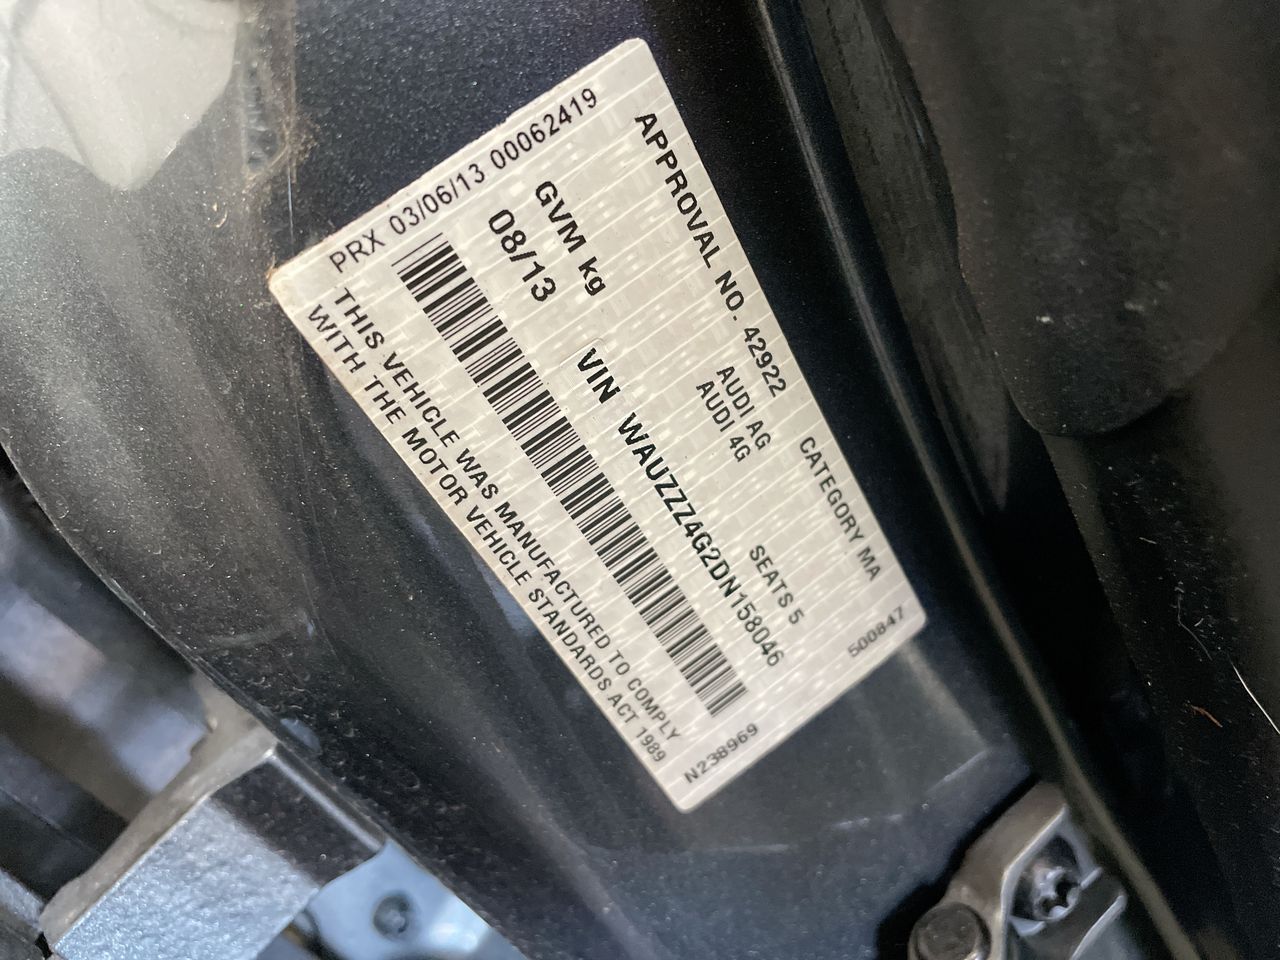 APPROVAL NO. 42922 CATEGORY MA
AUDI AG
AUDI 4G SEATS 5 500847
GVM kg
08/13 VIN WAUZZZ4G2DN158046
PRX 03/06/13 00062419
N238969
THIS VEHICLE WAS MANUFACTURED TO COMPLY
WITH THE MOTOR VEHICLE STANDARDS ACT 1989